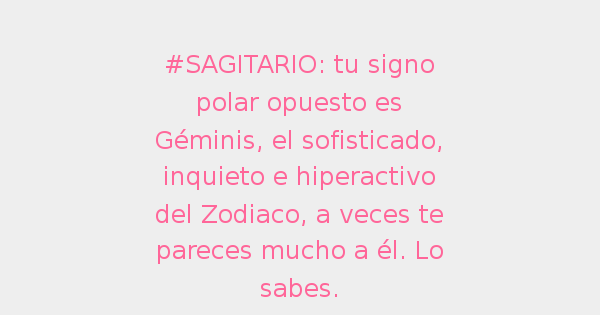 #SAGITARIO: tu signo
polar opuesto es
Géminis, el sofisticado,
inquieto e hiperactivo
del Zodiaco, a veces te
pareces mucho a él. Lo
sabes.